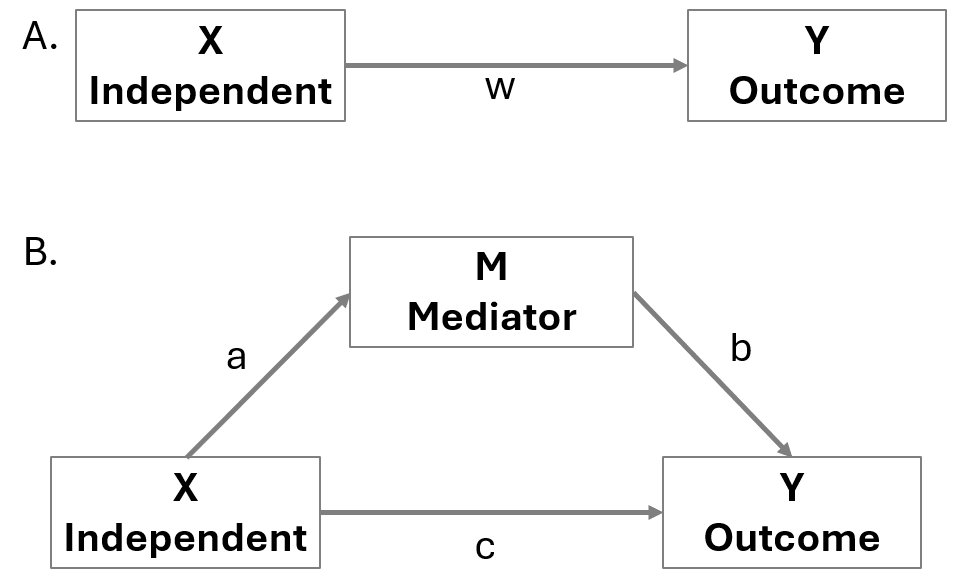 A.
X
Independent
w
Y
Outcome
B.
M
Mediator
a
b
X
Independent
c
Y
Outcome